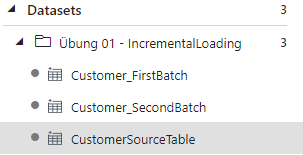 Datasets 3
Übung 01 - IncrementalLoading 3
Customer_FirstBatch
Customer_SecondBatch
CustomerSourceTable